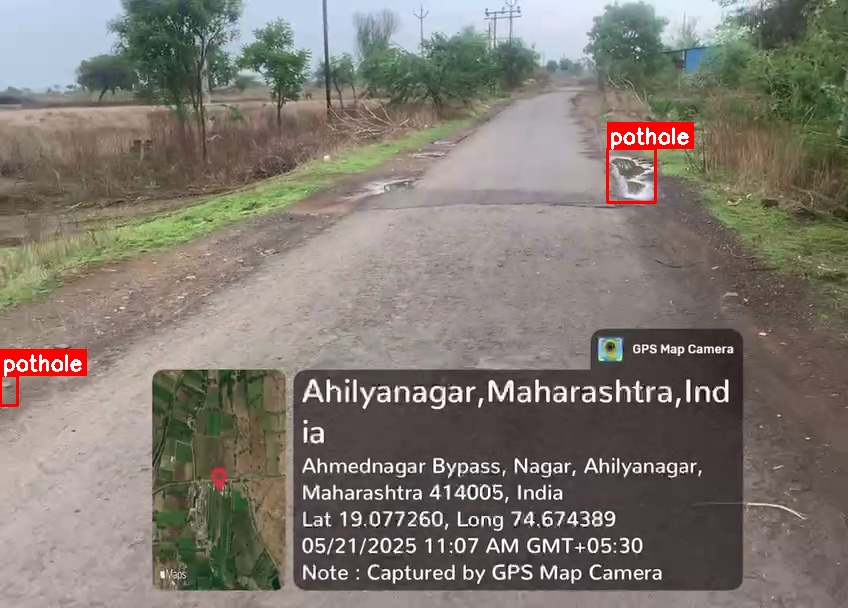 pothole
pothole
GPS Map Camera
Ahilyanagar,Maharashtra,Ind
ia
Ahmednagar Bypass, Nagar, Ahilyanagar,
Maharashtra 414005, India
Lat 19.077260, Long 74.674389
05/21/2025 11:07 AM GMT+05:30
Note : Captured by GPS Map Camera
Maps